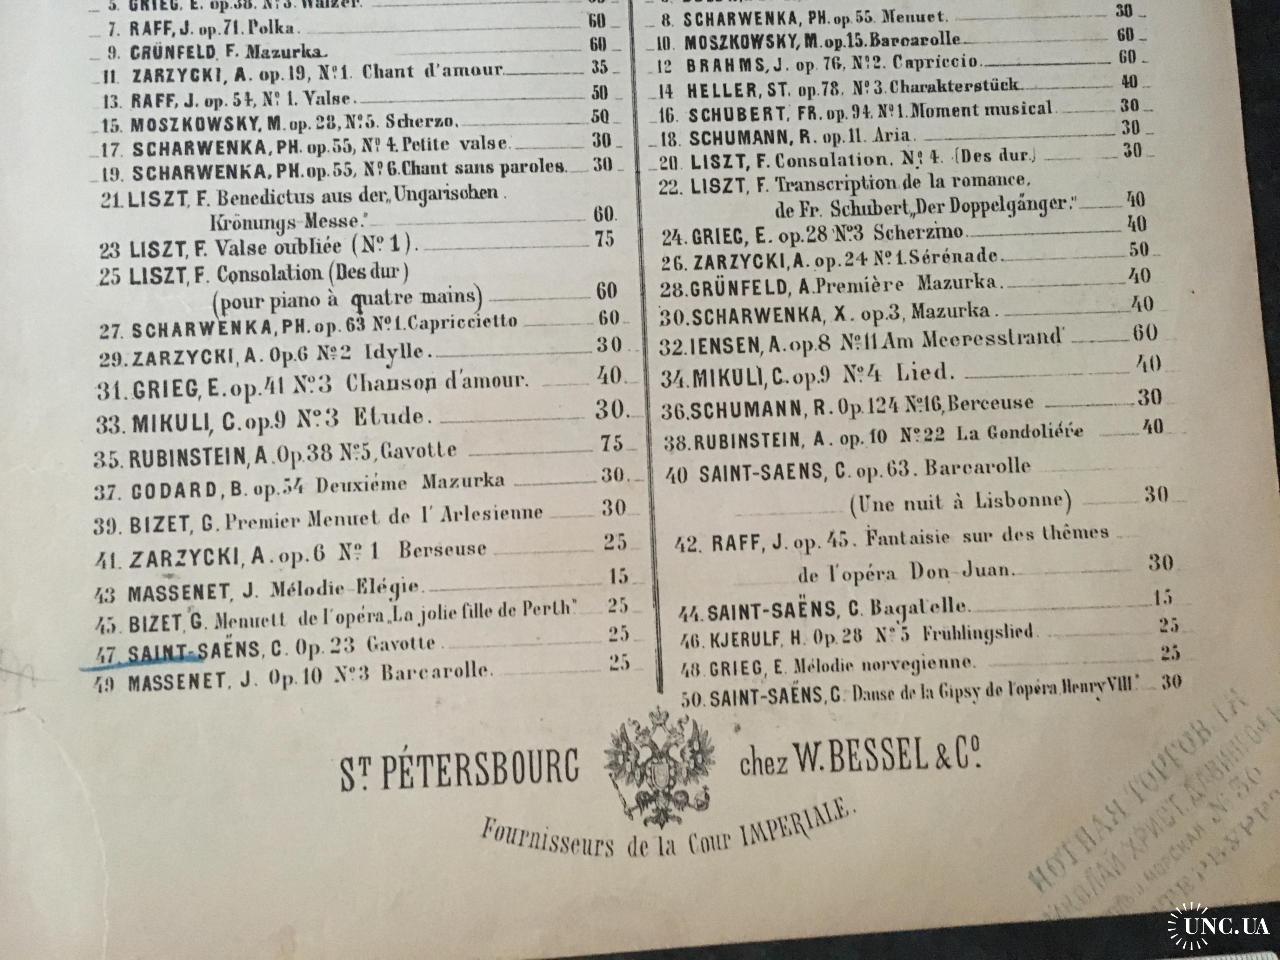 5. GRIEG, E. op.38. No3. Walzer. 
7. RAFF, J. op.71. Polka. 60
9. GRÜNFELD, F. Mazurka. 60
11. ZARZYCKI, A. op.19, No1. Chant d'amour. 35
13. RAFF, J. op.54, No1. Valse. 50
15. MOSZKOWSKY, M. op.28, No5. Scherzo. 50
17. SCHARWENKA, PH. op.55, No4. Petite valse. 30
19. SCHARWENKA, PH. op.55, No6. Chant sans paroles. 30
21. LISZT, F. Benedictus aus der „Ungarischen
Krönungs-Messe." 60.
23 LISZT, F. Valse oubliée (No1). 75
25 LISZT, F. Consolation (Des dur)
(pour piano à quatre mains) 60
27. SCHARWENKA, PH. op. 63 No1. Capriccietto 60
29. ZARZYCKI, A. Op.6 No2 Idylle. 30
31. GRIEG, E. op.41 No3 Chanson d'amour. 40.
33. MIKULI, C. op.9 No3 Etude. 30.
35. RUBINSTEIN, A. Op.38 No5, Gavotte 75
37. GODARD, B. op.54 Deuxiéme Mazurka 30.
39. BIZET, G. Premier Menuet de l'Arlesienne 30
41. ZARZYCKI, A. op.6 No1 Berseuse 25
43 MASSENET, J. Mélodie-Elégie. 15
45. BIZET, G. Menuett de l'opéra „La jolie fille de Perth" 25
47. SAINT-SAËNS, C. Op.23 Gavotte 25
49 MASSENET, J. Op.10 No3 Barcarolle. 25
8. SCHARWENKA, PH. op.55. Menuet. 30
10. MOSZKOWSKY, M. op.15. Barcarolle 60
12 BRAHMS, J. op.76, No2. Capriccio. 60
14 HELLER, ST. op.78. No3. Charakterstück. 40
16. SCHUBERT, FR. op.94. No1. Moment musical 30
18. SCHUMANN, R. op.11. Aria. 30
20. LISZT, F. Consolation. No4. (Des dur.) 30
22. LISZT, F. Transcription de la romance.
de Fr. Schubert „Der Doppelgänger." 40
24. GRIEG, E. op.28 No3 Scherzino. 40
26. ZARZYCKI, A. op.24 No1. Sérénade. 50
28. GRÜNFELD, A. Première Mazurka. 40
30. SCHARWENKA, X. op.3, Mazurka. 40
32. IENSEN, A. op.8 No11 Am Meeresstrand 60
34. MIKULI, C. op.9 No4 Lied. 40
36. SCHUMANN, R. Op.124 No16, Berceuse 30
38. RUBINSTEIN, A. op.10 No22 La Gondoliére 40
40 SAINT-SAENS, C. op.63. Barcarolle
(Une nuit à Lisbonne) 30
42. RAFF, J. op.45. Fantaisie sur des thêmes
de l'opéra Don Juan. 30
44. SAINT-SAËNS, C. Bagatelle. 15
46. KJERULF, H. Op.28 No5 Frühlingslied. 25
48. GRIEG, E. Mélodie norvegienne. 25
50. SAINT-SAËNS, C. Danse de la Gipsy de l'opéra „Henry VIII" 30
ST PÉTERSBOURG chez W. BESSEL & Co.
Fournisseurs de la Cour IMPERIALE.
НОТНАЯ ТОРГОВЛЯ
НИКОЛАЙ ХРИСТ. ДАВИНГОФ
МОРСКАЯ № 30
UNC.UA